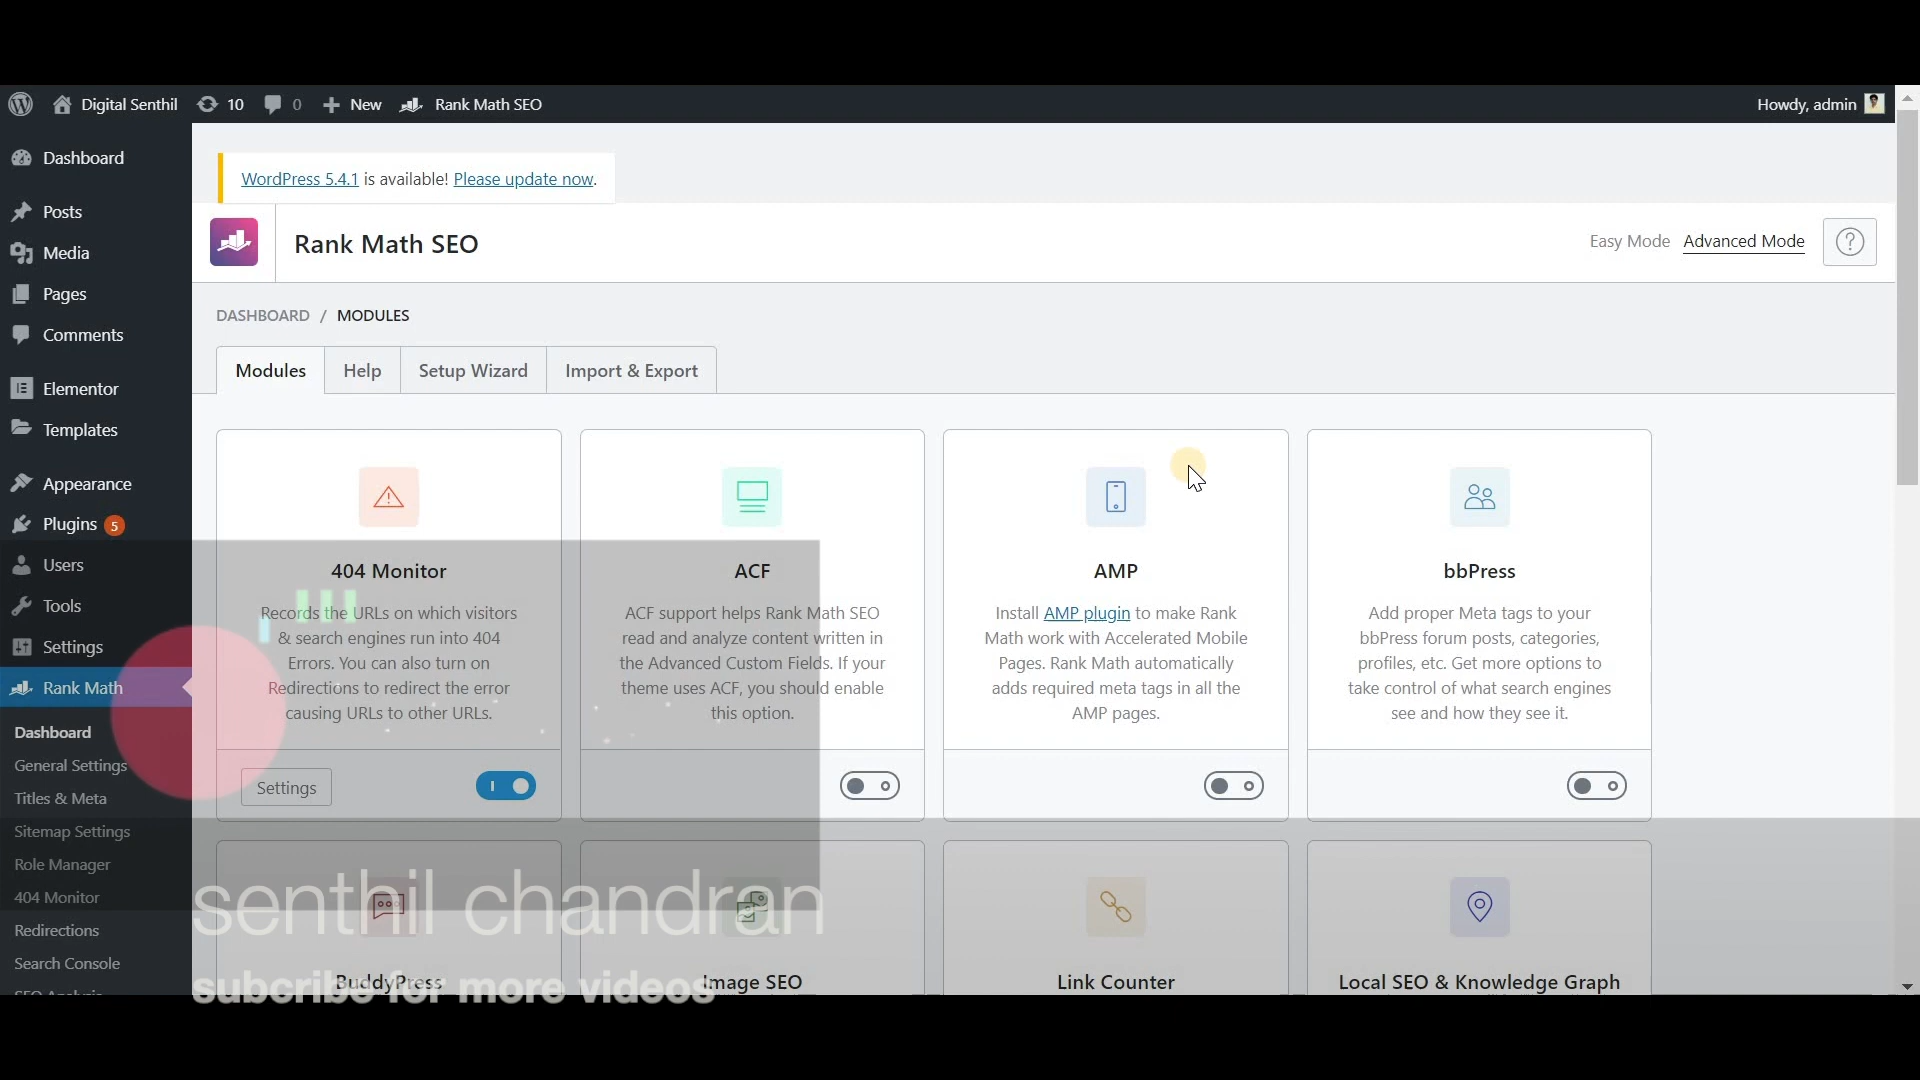 Digital Senthil 10 0 New Rank Math SEO Howdy, admin
Dashboard
Posts
Media
Pages
Comments
Elementor
Templates
Appearance
Plugins 5
Users
Tools
Settings
Rank Math
Dashboard
General Settings
Titles & Meta
Sitemap Settings
Role Manager
404 Monitor
Redirections
Search Console
SEO Analysis
WordPress 5.4.1 is available! Please update now.
Rank Math SEO
Easy Mode Advanced Mode
DASHBOARD / MODULES
Modules Help Setup Wizard Import & Export
404 Monitor
Records the URLs on which visitors
& search engines run into 404
Errors. You can also turn on
Redirections to redirect the error
causing URLs to other URLs.
Settings
ACF
ACF support helps Rank Math SEO
read and analyze content written in
the Advanced Custom Fields. If your
theme uses ACF, you should enable
this option.
AMP
Install AMP plugin to make Rank
Math work with Accelerated Mobile
Pages. Rank Math automatically
adds required meta tags in all the
AMP pages.
bbPress
Add proper Meta tags to your
bbPress forum posts, categories,
profiles, etc. Get more options to
take control of what search engines
see and how they see it.
BuddyPress
Image SEO
Link Counter
Local SEO & Knowledge Graph
senthil chandran
subcribe for more videos